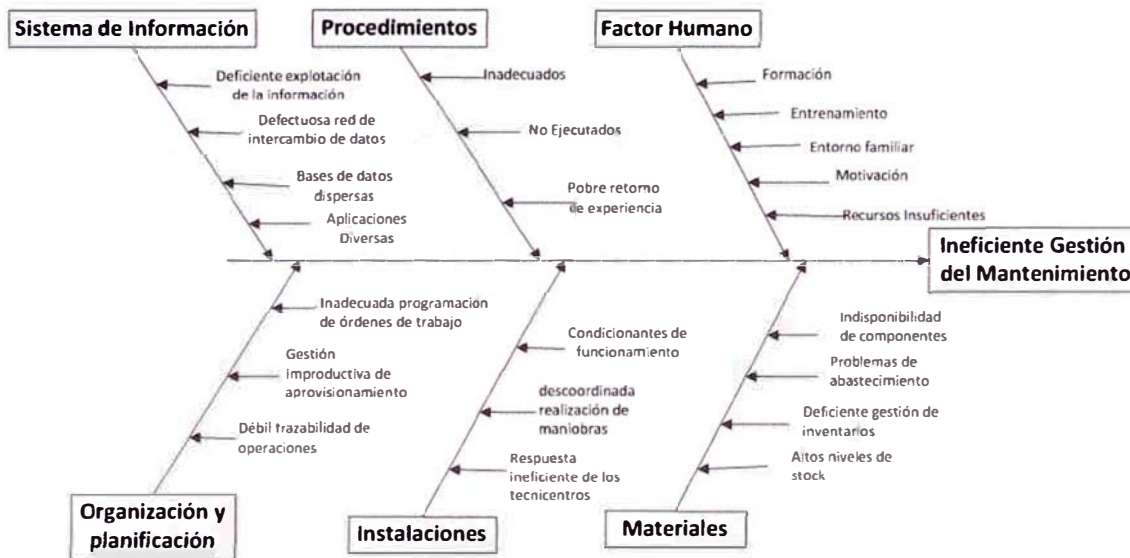 Sistema de Información
Procedimientos
Factor Humano
Deficiente explotación
de la información
Defectuosa red de
intercambio de datos
Bases de datos
dispersas
Aplicaciones
Diversas
Inadecuados
No Ejecutados
Pobre retorno
de experiencia
Formación
Entrenamiento
Entorno familiar
Motivación
Recursos Insuficientes
Ineficiente Gestión
del Mantenimiento
Inadecuada programación
de órdenes de trabajo
Gestión
Improductiva de
aprovisionamiento
Débil trazabilidad de
operaciones
Condicionantes de
funcionamiento
descoordinada
realización de
maniobras
Respuesta
ineficiente de los
tecnicentros
Indisponibilidad
de componentes
Problemas de
abastecimiento
Deficiente gestión de
inventarios
Altos niveles de
stock
Organización y
planificación
Instalaciones
Materiales